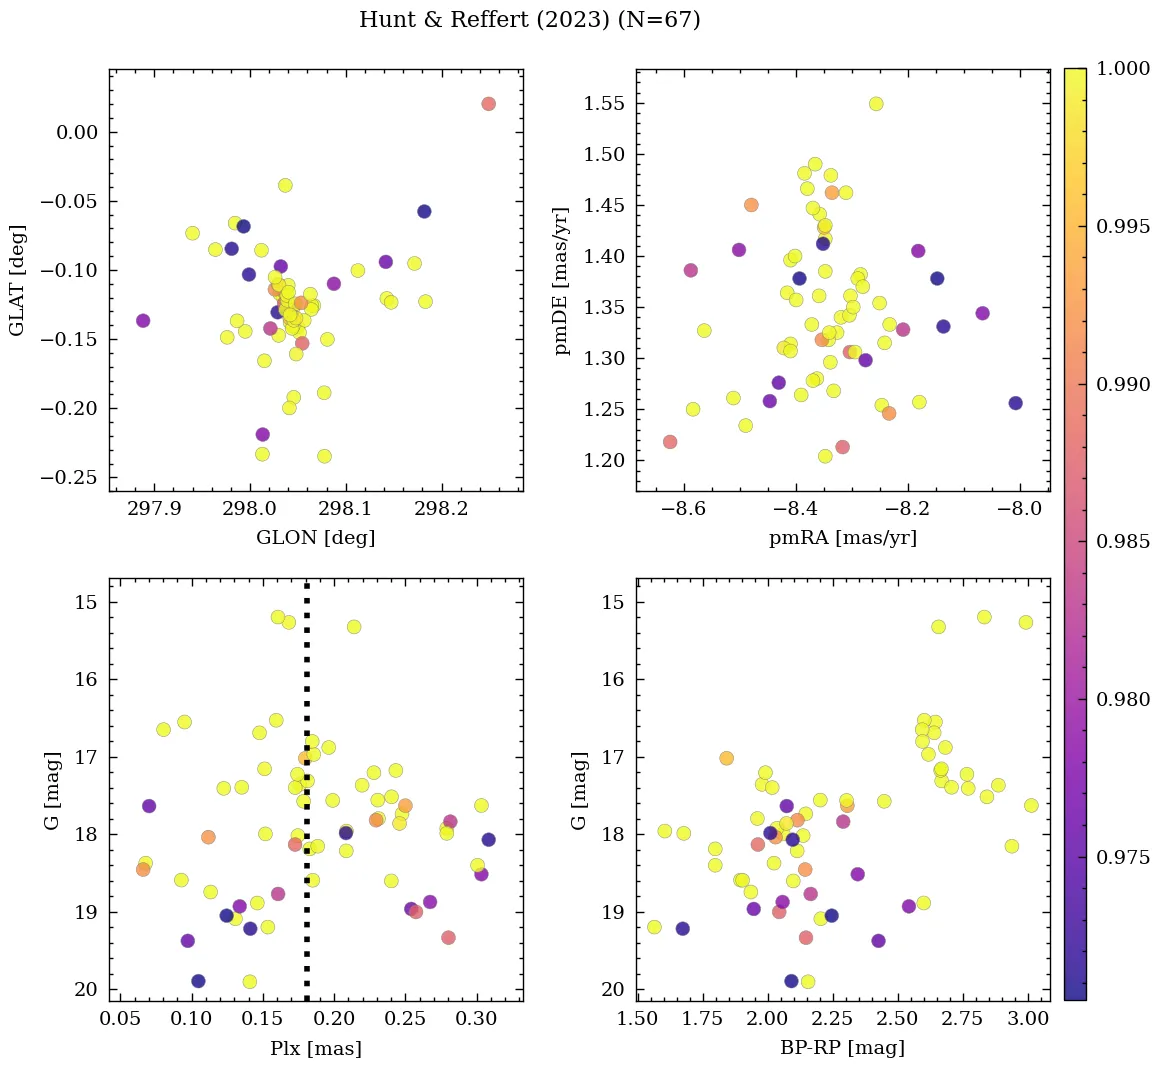 Hunt & Reffert (2023) (N=67)
0.00
−0.05
−0.10
−0.15
−0.20
−0.25
GLAT [deg]
297.9 298.0 298.1 298.2
GLON [deg]
1.55
1.50
1.45
1.40
1.35
1.30
1.25
1.20
pmDE [mas/yr]
−8.6 −8.4 −8.2 −8.0
pmRA [mas/yr]
1.000
0.995
0.990
0.985
0.980
0.975
15
16
17
18
19
20
G [mag]
0.05 0.10 0.15 0.20 0.25 0.30
Plx [mas]
15
16
17
18
19
20
G [mag]
1.50 1.75 2.00 2.25 2.50 2.75 3.00
BP-RP [mag]